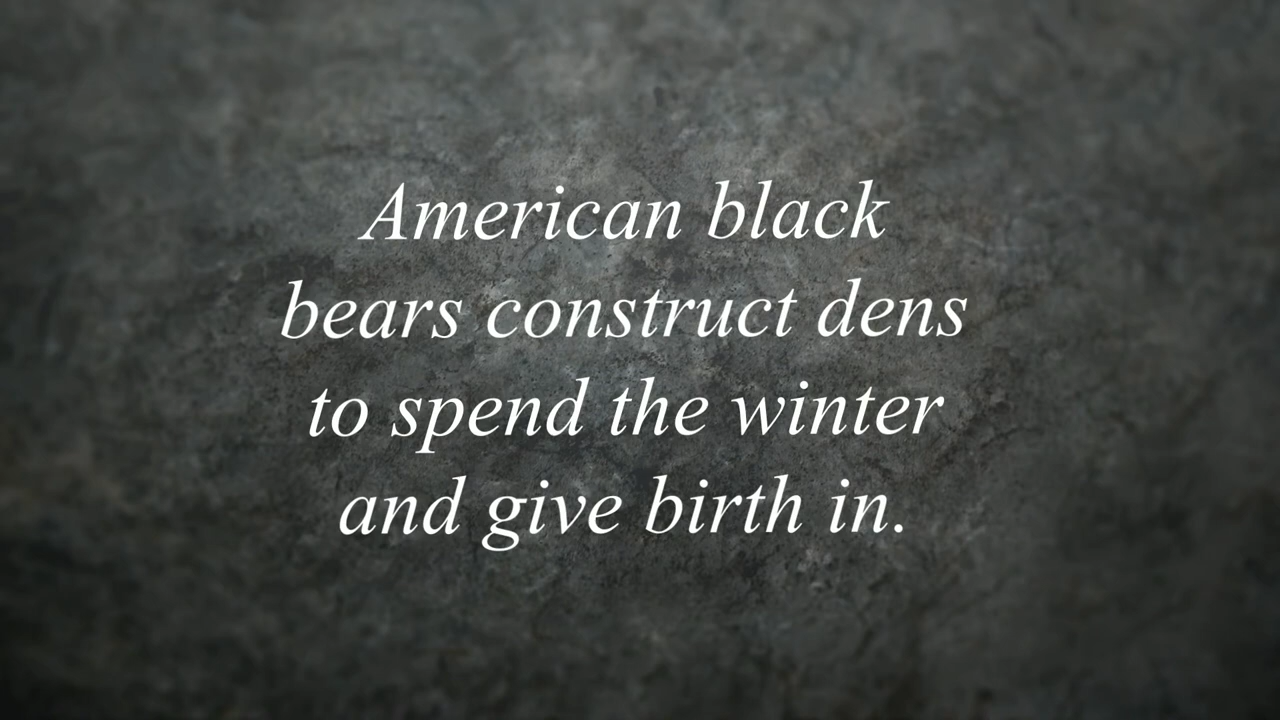 American black
bears construct dens
to spend the winter
and give birth in.